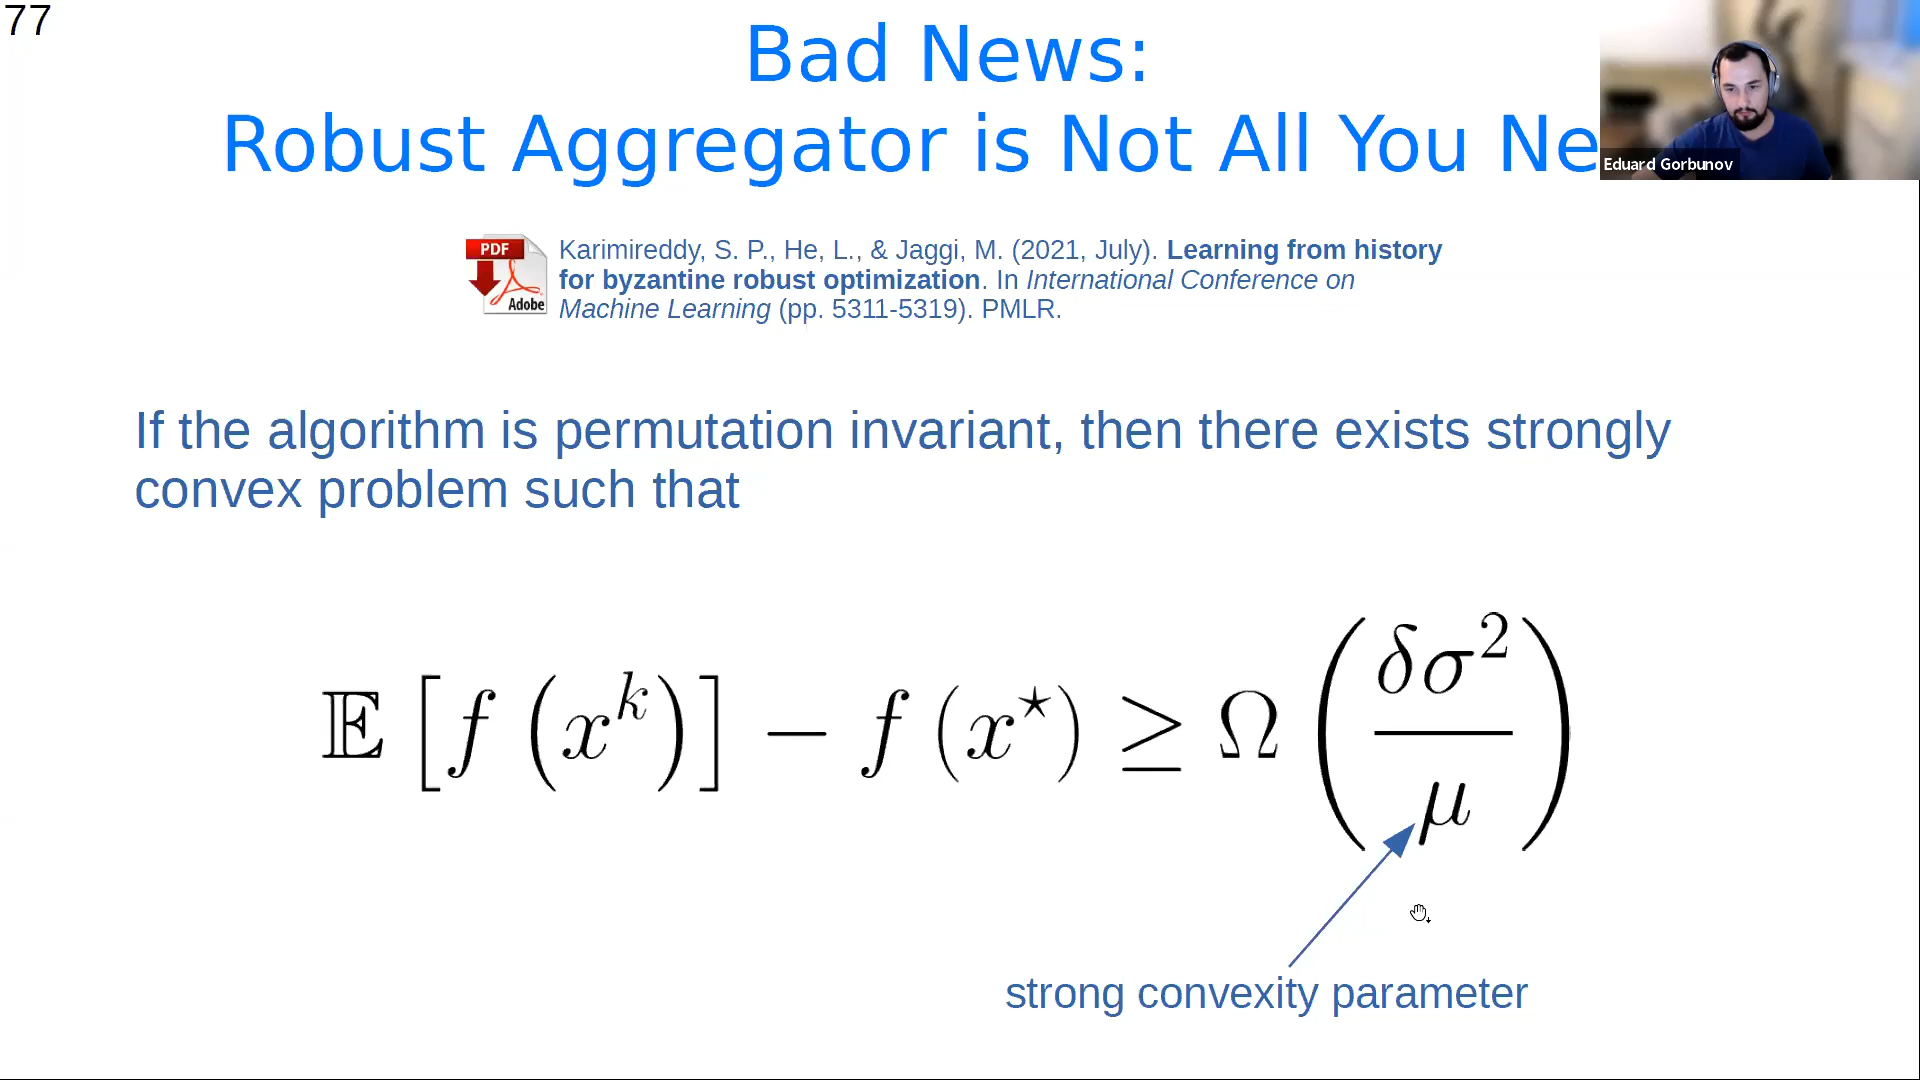 77
Bad News:
Robust Aggregator is Not All You Ne
Eduard Gorbunov
PDF
Adobe
Karimireddy, S. P., He, L., & Jaggi, M. (2021, July). Learning from history
for byzantine robust optimization. In International Conference on
Machine Learning (pp. 5311-5319). PMLR.
If the algorithm is permutation invariant, then there exists strongly
convex problem such that
𝔼 [f (x^k)] − f (x^⋆) ≥ Ω (δσ^2 / μ)
strong convexity parameter